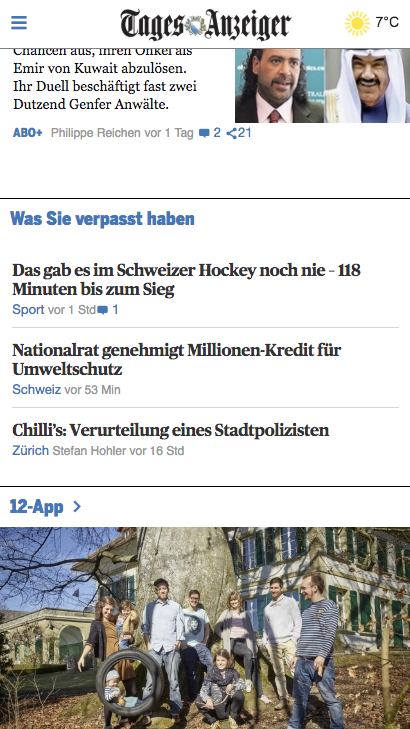 Tages Anzeiger
7°C
Chancen aus, ihren Onkel als
Emir von Kuwait abzulösen.
Ihr Duell beschäftigt fast zwei
Dutzend Genfer Anwälte.
ABO+ Philippe Reichen vor 1 Tag 2 21
Was Sie verpasst haben
Das gab es im Schweizer Hockey noch nie – 118
Minuten bis zum Sieg
Sport vor 1 Std 1
Nationalrat genehmigt Millionen-Kredit für
Umweltschutz
Schweiz vor 53 Min
Chilli’s: Verurteilung eines Stadtpolizisten
Zürich Stefan Hohler vor 16 Std
12-App